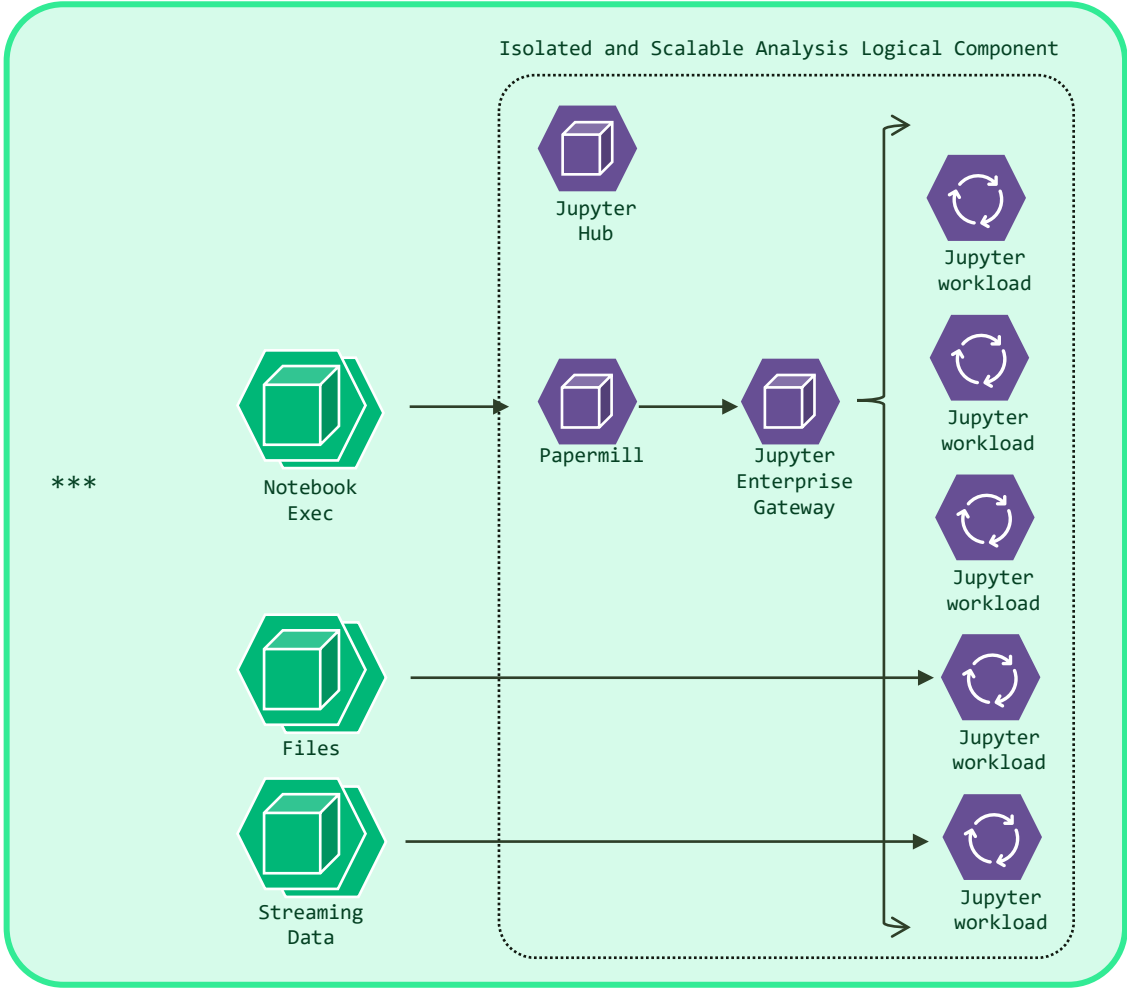 Isolated and Scalable Analysis Logical Component
Jupyter
Hub
Jupyter
workload
Jupyter
workload
***
Notebook
Exec
Papermill
Jupyter
Enterprise
Gateway
Jupyter
workload
Files
Jupyter
workload
Streaming
Data
Jupyter
workload